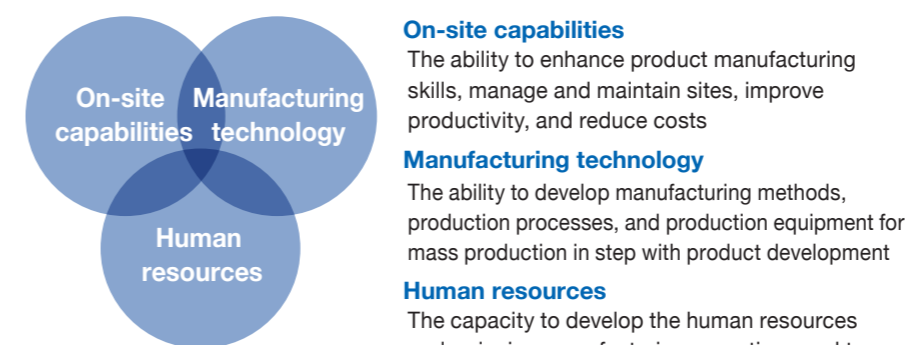 On-site
capabilities
Manufacturing
technology
Human
resources
On-site capabilities
The ability to enhance product manufacturing
skills, manage and maintain sites, improve
productivity, and reduce costs
Manufacturing technology
The ability to develop manufacturing methods,
production processes, and production equipment for
mass production in step with product development
Human resources
The capacity to develop the human resources